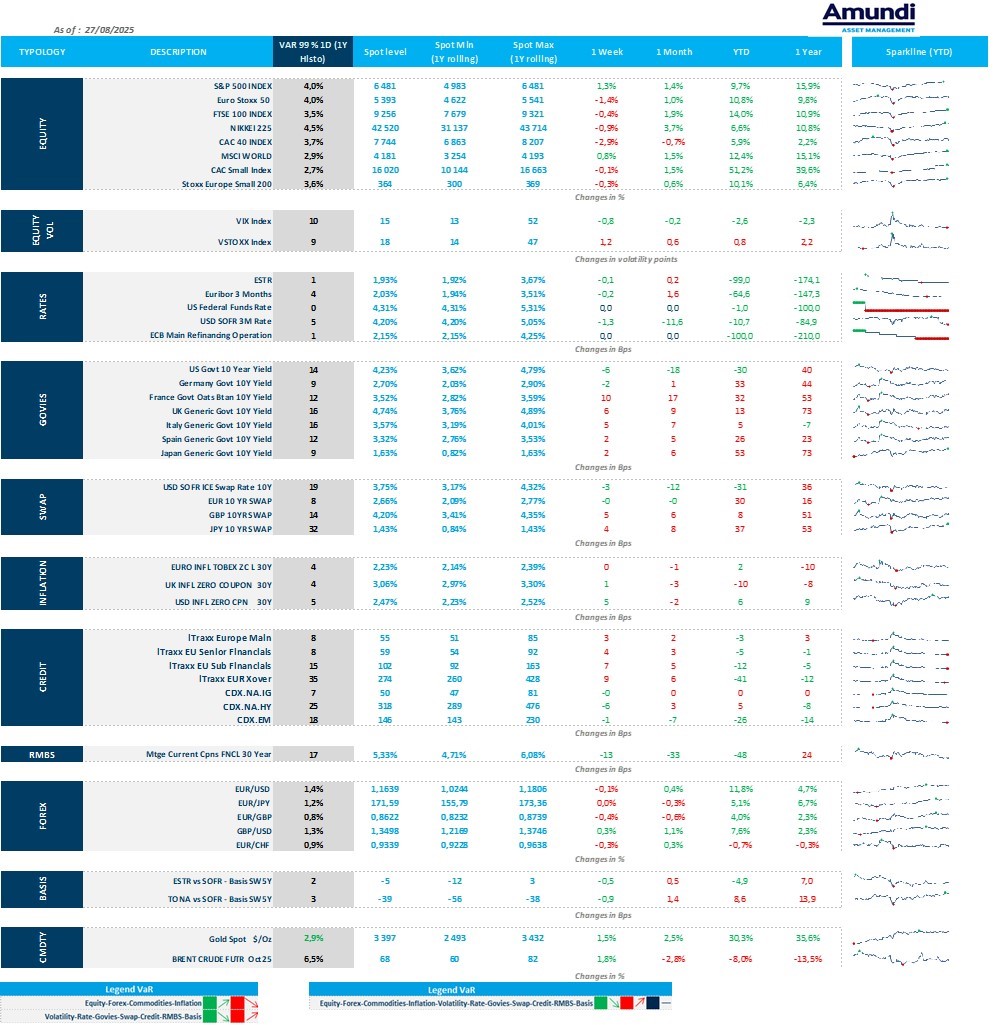 Amundi
ASSET MANAGEMENT
As of : 27/08/2025
TYPOLOGY DESCRIPTION VAR 99 % 1D (1Y Histo) Spot level Spot Min (1Y rolling) Spot Max (1Y rolling) 1 Week 1 Month YTD 1 Year Sparkline (YTD)
EQUITY
S&P 500 INDEX 4,0% 6 481 4 983 6 481 1,3% 1,4% 9,7% 15,9%
Euro Stoxx 50 4,0% 5 393 4 622 5 541 -1,4% 1,0% 10,8% 9,8%
FTSE 100 INDEX 3,5% 9 256 7 679 9 321 -0,4% 1,9% 14,0% 10,9%
NIKKEI 225 4,5% 42 520 31 137 43 714 -0,9% 3,7% 6,6% 10,8%
CAC 40 INDEX 3,7% 7 744 6 863 8 207 -2,9% -0,7% 5,9% 2,2%
MSCI WORLD 2,9% 4 181 3 254 4 193 0,8% 1,5% 12,4% 15,1%
CAC Small Index 2,7% 16 020 10 144 16 663 -0,1% 1,5% 51,2% 39,6%
Stoxx Europe Small 200 3,6% 364 300 369 -0,3% 0,6% 10,1% 6,4%
Changes in %
EQUITY VOL
VIX Index 10 15 13 52 -0,8 -0,2 -2,6 -2,3
VSTOXX Index 9 18 14 47 1,2 0,6 0,8 2,2
Changes in volatility points
RATES
ESTR 1 1,93% 1,92% 3,67% -0,1 0,2 -99,0 -174,1
Euribor 3 Months 4 2,03% 1,94% 3,51% -0,2 1,6 -64,6 -147,3
US Federal Funds Rate 0 4,31% 4,31% 5,31% 0,0 0,0 -1,0 -100,0
USD SOFR 3M Rate 5 4,20% 4,20% 5,05% -1,3 -11,6 -10,7 -84,9
ECB Main Refinancing Operation 1 2,15% 2,15% 4,25% 0,0 0,0 -100,0 -210,0
Changes in Bps
GOVIES
US Govt 10 Year Yield 14 4,23% 3,62% 4,79% -6 -18 -30 40
Germany Govt 10Y Yield 9 2,70% 2,03% 2,90% -2 1 33 44
France Govt Oats Btan 10Y Yield 12 3,52% 2,82% 3,59% 10 17 32 53
UK Generic Govt 10Y Yield 16 4,74% 3,76% 4,89% 6 9 13 73
Italy Generic Govt 10Y Yield 16 3,57% 3,19% 4,01% 5 7 5 -7
Spain Generic Govt 10Y Yield 12 3,32% 2,76% 3,53% 2 5 26 23
Japan Generic Govt 10Y Yield 9 1,63% 0,82% 1,63% 2 6 53 73
Changes in Bps
SWAP
USD SOFR ICE Swap Rate 10Y 19 3,75% 3,17% 4,32% -3 -12 -31 36
EUR 10 YR SWAP 8 2,66% 2,09% 2,77% -0 -0 30 16
GBP 10YR SWAP 14 4,20% 3,41% 4,35% 5 6 8 51
JPY 10 YR SWAP 32 1,43% 0,84% 1,43% 4 8 37 53
Changes in Bps
INFLATION
EURO INFL TOBEX ZC L 30Y 4 2,23% 2,14% 2,39% 0 -1 2 -10
UK INFL ZERO COUPON 30Y 4 3,06% 2,97% 3,30% 1 -3 -10 -8
USD INFL ZERO CPN 30Y 5 2,47% 2,23% 2,52% 5 -2 6 9
Changes in Bps
CREDIT
ITraxx Europe Main 8 55 51 85 3 2 -3 3
ITraxx EU Senior Financials 8 59 54 92 4 3 -5 -1
ITraxx EU Sub Financials 15 102 92 163 7 5 -12 -5
ITraxx EUR Xover 35 274 260 428 9 6 -41 -12
CDX.NA.IG 7 50 47 81 -0 0 0 0
CDX.NA.HY 25 318 289 476 -6 3 5 -8
CDX.EM 18 146 143 230 -1 -7 -26 -14
Changes in Bps
RMBS
Mtge Current Cpns FNCL 30 Year 17 5,33% 4,71% 6,08% -13 -33 -48 24
Changes in Bps
FOREX
EUR/USD 1,4% 1,1639 1,0244 1,1806 -0,1% 0,4% 11,8% 4,7%
EUR/JPY 1,2% 171,59 155,79 173,36 0,0% -0,3% 5,1% 6,7%
EUR/GBP 0,8% 0,8622 0,8232 0,8739 -0,4% -0,6% 4,0% 2,3%
GBP/USD 1,3% 1,3498 1,2169 1,3746 0,3% 1,1% 7,6% 2,3%
EUR/CHF 0,9% 0,9339 0,9228 0,9638 -0,3% 0,3% -0,7% -0,3%
Changes in %
BASIS
ESTR vs SOFR - Basis SW 5Y 2 -5 -12 3 -0,5 0,5 -4,9 7,0
TONA vs SOFR - Basis SW 5Y 3 -39 -56 -38 -0,9 1,4 8,6 13,9
Changes in Bps
CMDTY
Gold Spot $/Oz 2,9% 3 397 2 493 3 432 1,5% 2,5% 30,3% 35,6%
BRENT CRUDE FUTR Oct25 6,5% 68 60 82 1,8% -2,8% -8,0% -13,5%
Changes in %
Legend VaR
Equity-Forex-Commodities-Inflation
Volatility-Rate-Govies-Swap-Credit-RMBS-Basis
Legend VaR
Equity-Forex-Commodities-Inflation-Volatility-Rate-Govies-Swap-Credit-RMBS-Basis